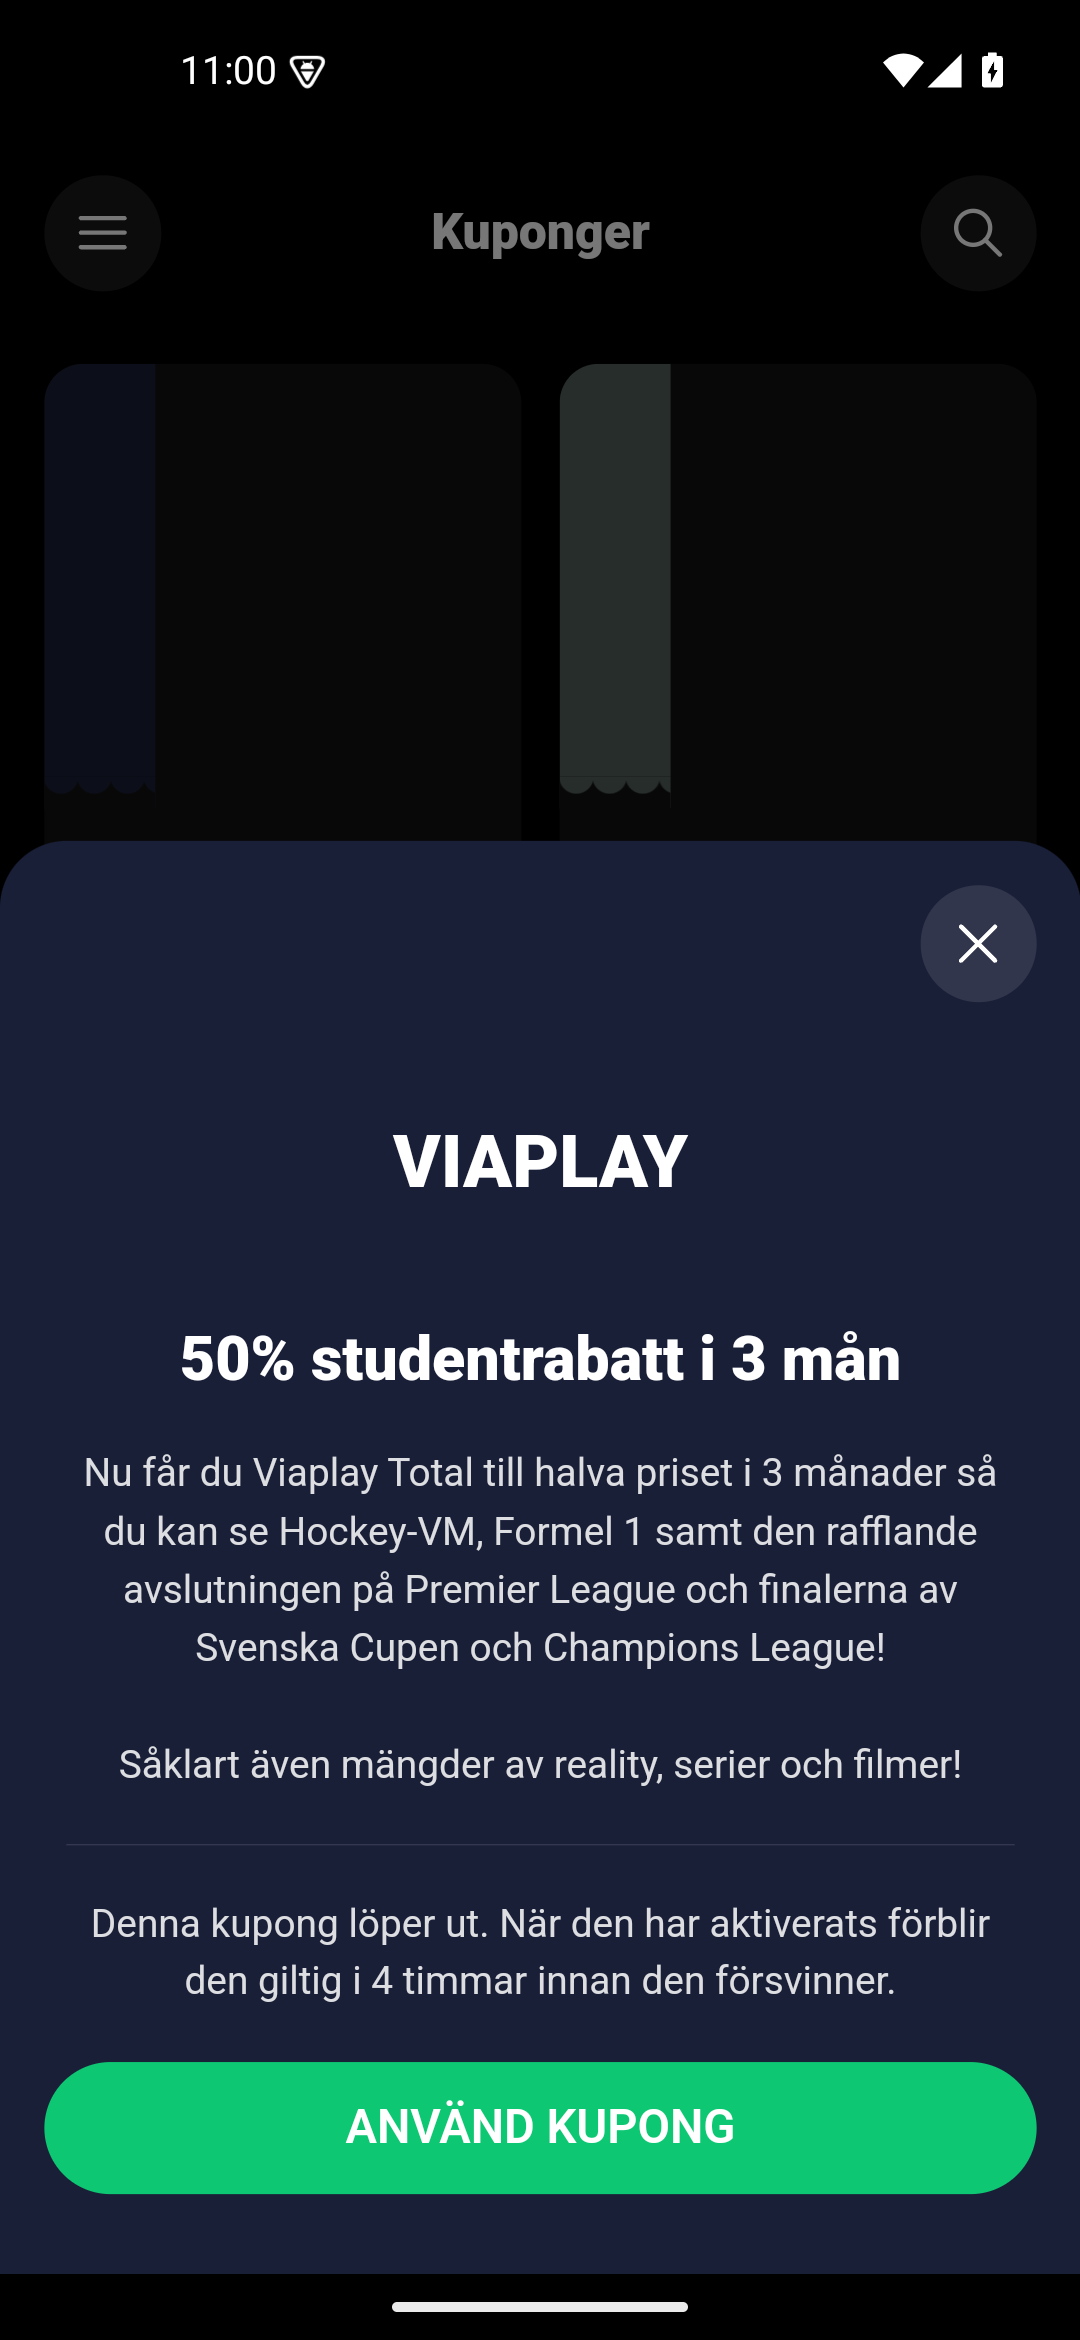 11:00
Kuponger
VIAPLAY
50% studentrabatt i 3 mån
Nu får du Viaplay Total till halva priset i 3 månader så
du kan se Hockey-VM, Formel 1 samt den rafflande
avslutningen på Premier League och finalerna av
Svenska Cupen och Champions League!
Såklart även mängder av reality, serier och filmer!
Denna kupong löper ut. När den har aktiverats förblir
den giltig i 4 timmar innan den försvinner.
ANVÄND KUPONG